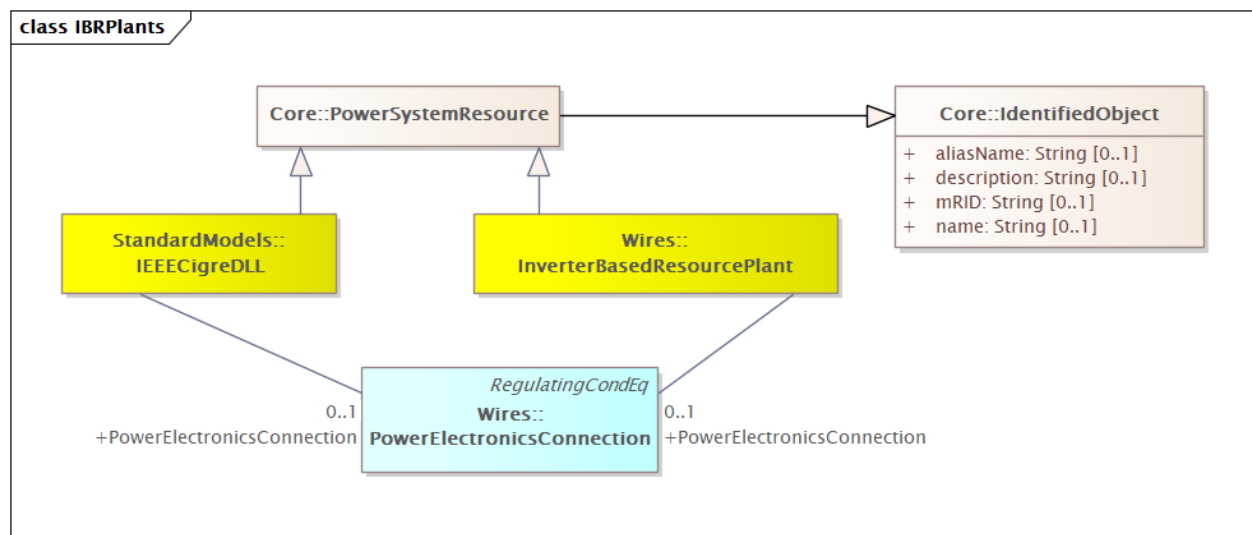 class IBRPlants
Core::PowerSystemResource
Core::IdentifiedObject
+ aliasName: String [0..1]
+ description: String [0..1]
+ mRID: String [0..1]
+ name: String [0..1]
StandardModels::
IEEECigreDLL
Wires::
InverterBasedResourcePlant
RegulatingCondEq
Wires::
PowerElectronicsConnection
0..1
+PowerElectronicsConnection
0..1
+PowerElectronicsConnection